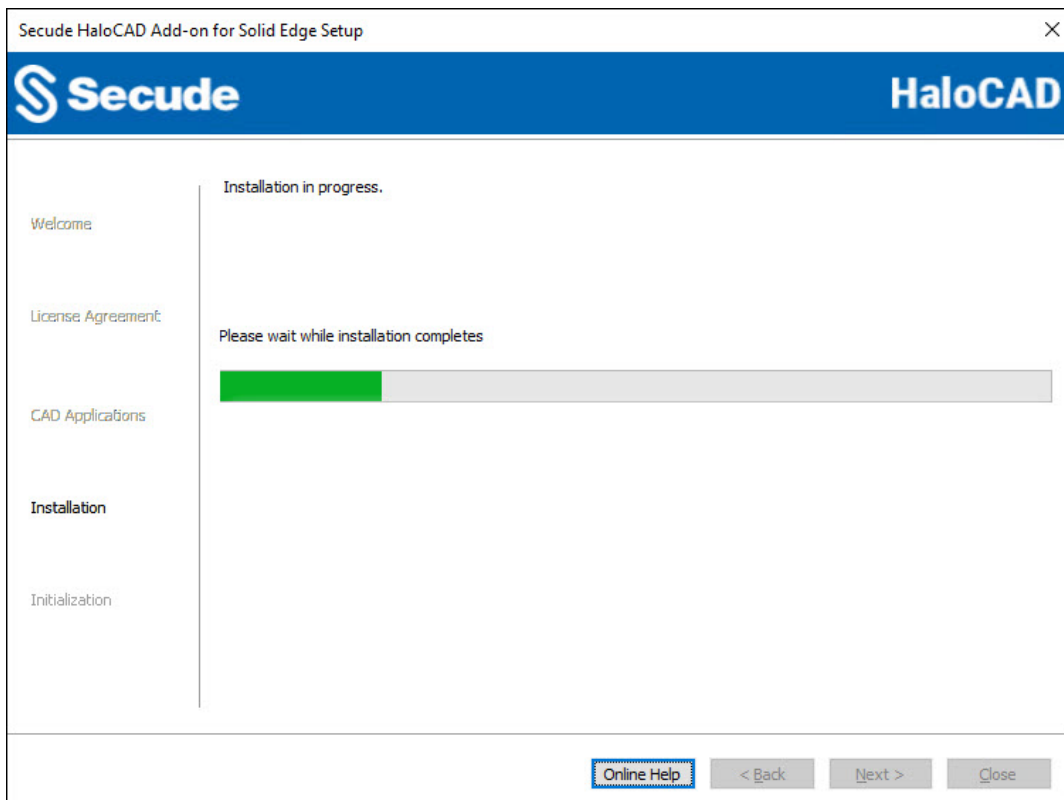 Secude HaloCAD Add-on for Solid Edge Setup
Secude
HaloCAD
Installation in progress.
Welcome
License Agreement
Please wait while installation completes
CAD Applications
Installation
Initialization
Online Help
< Back
Next >
Close